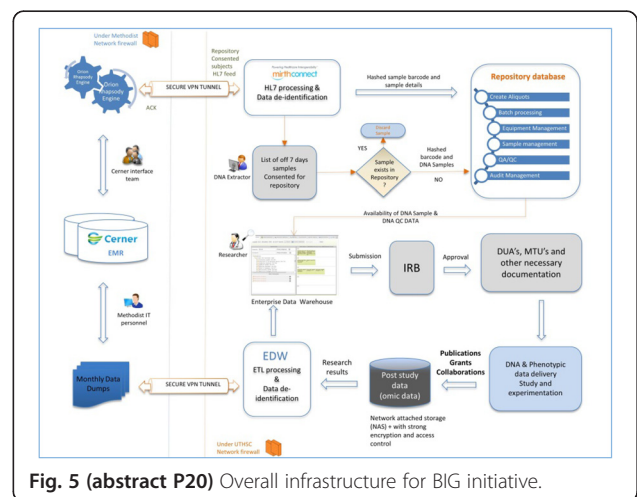 Under Methodist
Network firewall
Repository
Consented
subjects
HL7 feed
Orion
Rhapsody
Engine
Orion
Rhapsody
Engine
SECURE VPN TUNNEL
ACK
mirthconnect
HL7 processing &
Data de-identification
Hashed sample barcode and
sample details
Repository database
Create Aliquots
Batch processing
Equipment Management
Sample management
QA/QC
Audit Management
Cerner Interface
team
DNA Extractor
List of off 7 days
samples
Consented for
repository
YES
Discard
Sample
Sample
exists in
Repository
?
Hashed
barcode and
DNA Samples
NO
Availability of DNA Sample &
DNA QC DATA
Cerner
EMR
Researcher
Enterprise Data Warehouse
Submission
IRB
Approval
DUA's, MTU's and
other necessary
documentation
Methodist IT
personnel
Monthly Data
Dumps
SECURE VPN TUNNEL
EDW
ETL processing
&
Data de-
identification
Research
results
Post study
data
(omic data)
Publications
Grants
Collaborations
DNA & Phenotypic
data delivery
Study and
experimentation
Network attached storage
(NAS) + with strong
encryption and access
control
Under UTHSC
Network firewall
Fig. 5 (abstract P20) Overall infrastructure for BIG initiative.